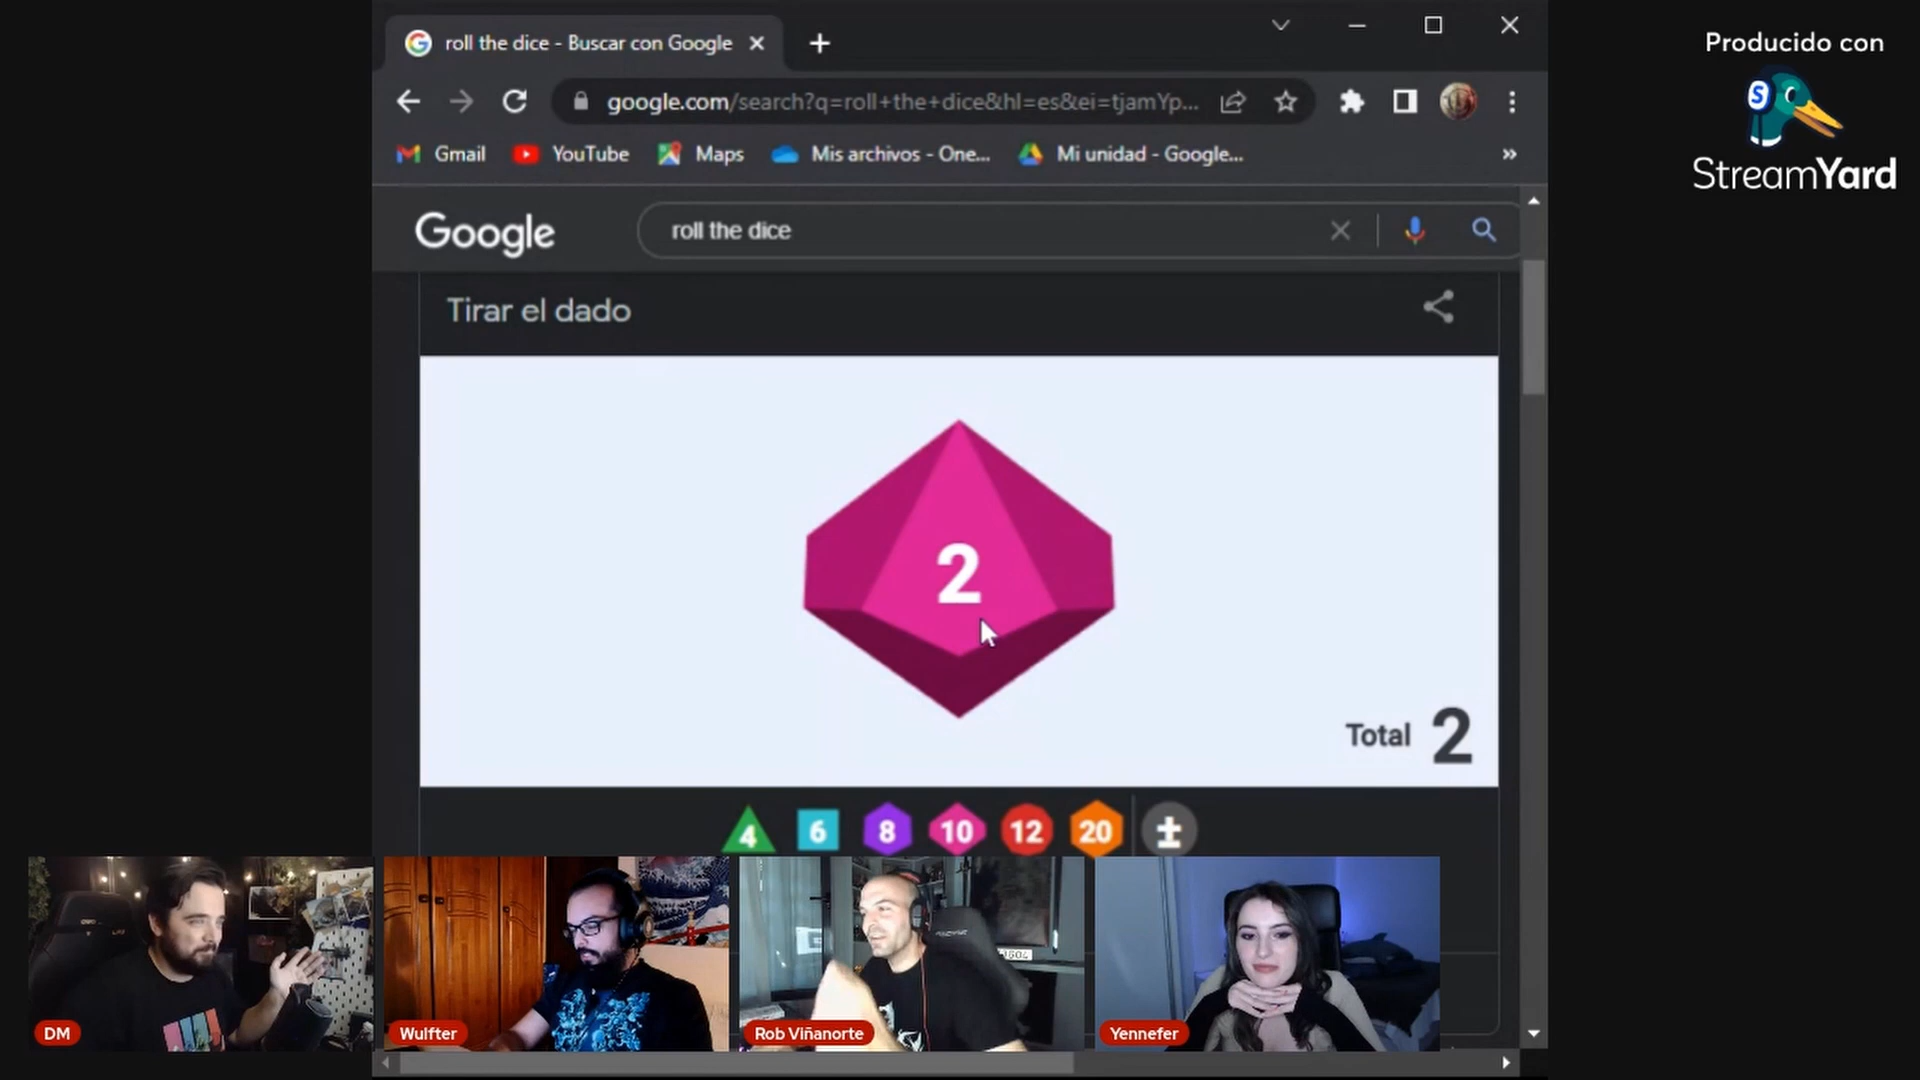 roll the dice - Buscar con Google
google.com/search?q=roll+the+dice&hl=es&ei=tjamYp...
Gmail
YouTube
Maps
Mis archivos - One...
Mi unidad - Google...
»
Producido con
S
StreamYard
Google
roll the dice
Tirar el dado
2
Total 2
4
6
8
10
12
20
±
DM
Wulfter
Rob Viñanorte
Yennefer